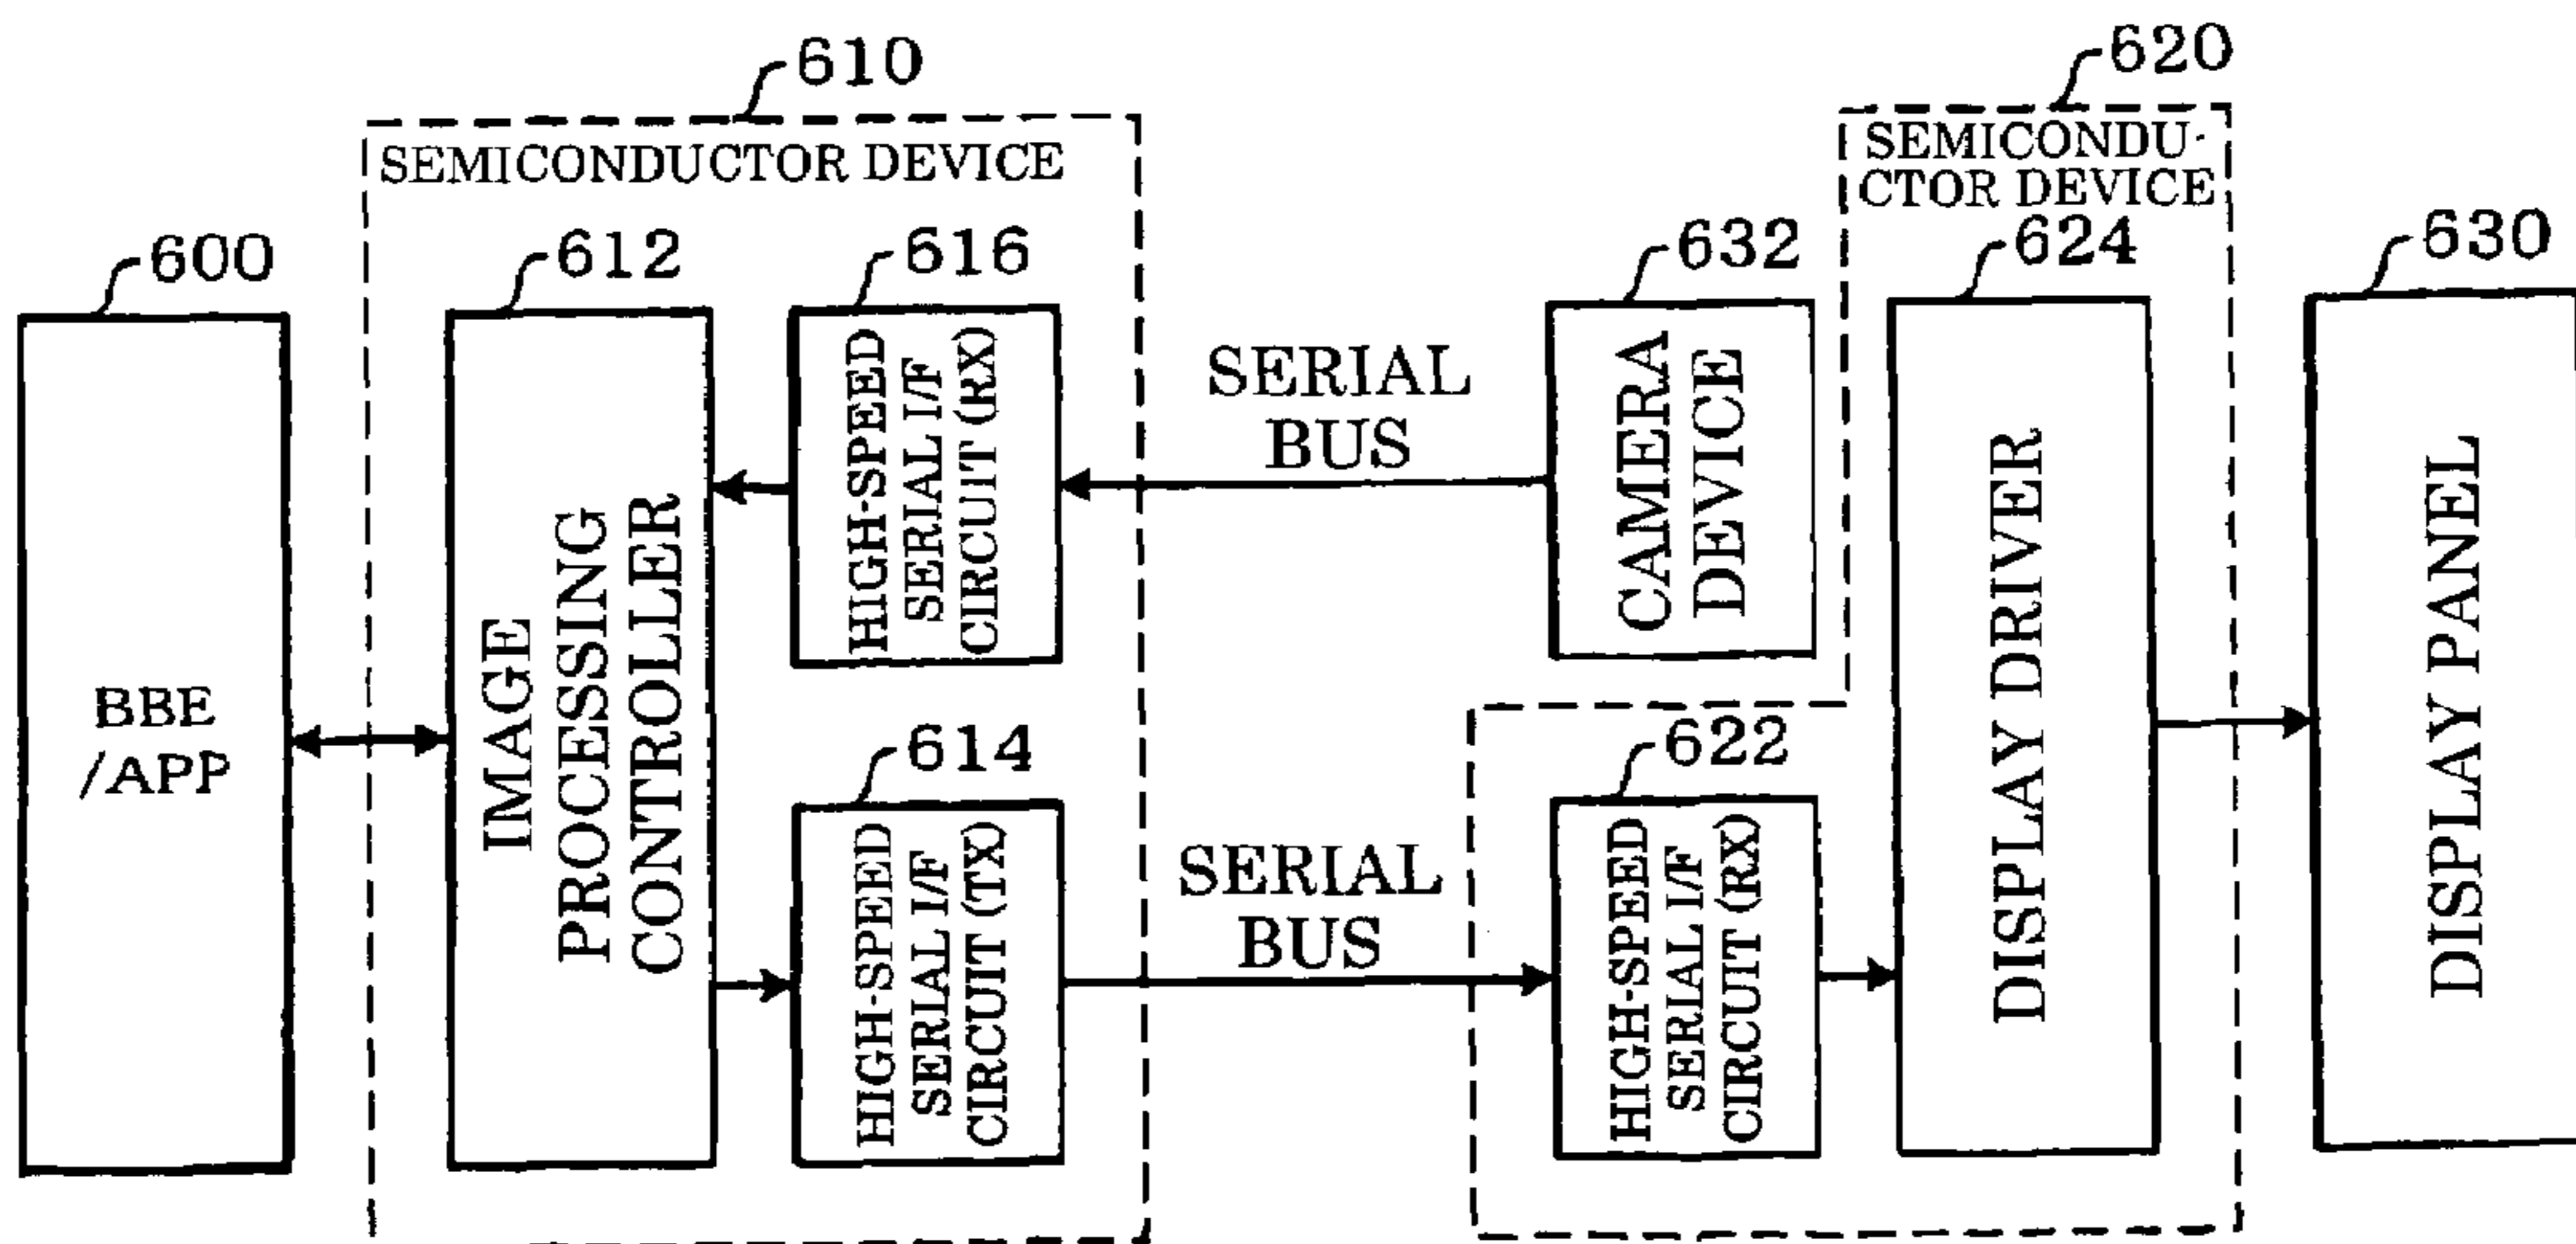 610
SEMICONDUCTOR DEVICE
620
SEMICONDU-
CTOR DEVICE
600
BBE
/APP
612
IMAGE
PROCESSING
CONTROLLER
616
HIGH-SPEED
SERIAL I/F
CIRCUIT (RX)
614
HIGH-SPEED
SERIAL I/F
CIRCUIT (TX)
SERIAL
BUS
SERIAL
BUS
632
CAMERA
DEVICE
622
HIGH-SPEED
SERIAL I/F
CIRCUIT (RX)
624
DISPLAY DRIVER
630
DISPLAY PANEL